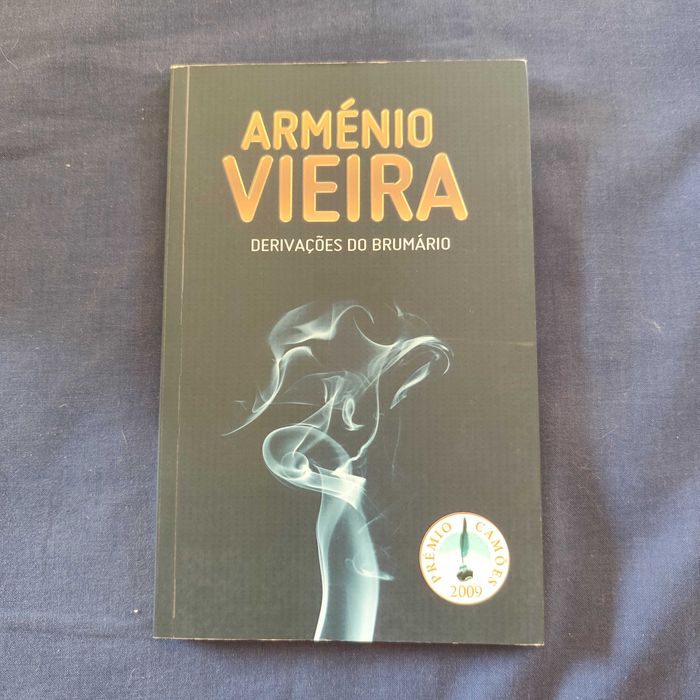 ARMÉNIO
VIEIRA
DERIVAÇÕES DO BRUMÁRIO
PRÉMIO CAMÕES
2009